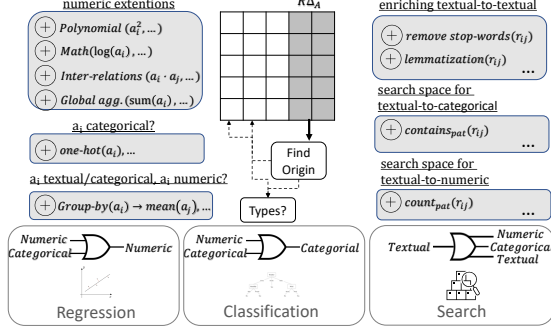 numeric extentions
⊕ Polynomial (a_i^2, …)
⊕ Math(log(a_i), …)
⊕ Inter-relations (a_i · a_j, …)
⊕ Global agg. (sum(a_i), …)
a_i categorical?
⊕ one-hot(a_i), …
a_i textual/categorical, a_i numeric?
⊕ Group-by(a_i) → mean(a_j), …
RΔ_A
Find
Origin
Types?
enriching textual-to-textual
⊕ remove stop-words(r_ij)
⊕ lemmatization(r_ij)
…
search space for
textual-to-categorical
⊕ contains_pat(r_ij)
…
search space for
textual-to-numeric
⊕ count_pat(r_ij)
…
Numeric
Categorical
Numeric
Regression
Numeric
Categorical
Categorial
Classification
Textual
Numeric
Categorica
Textual
Search